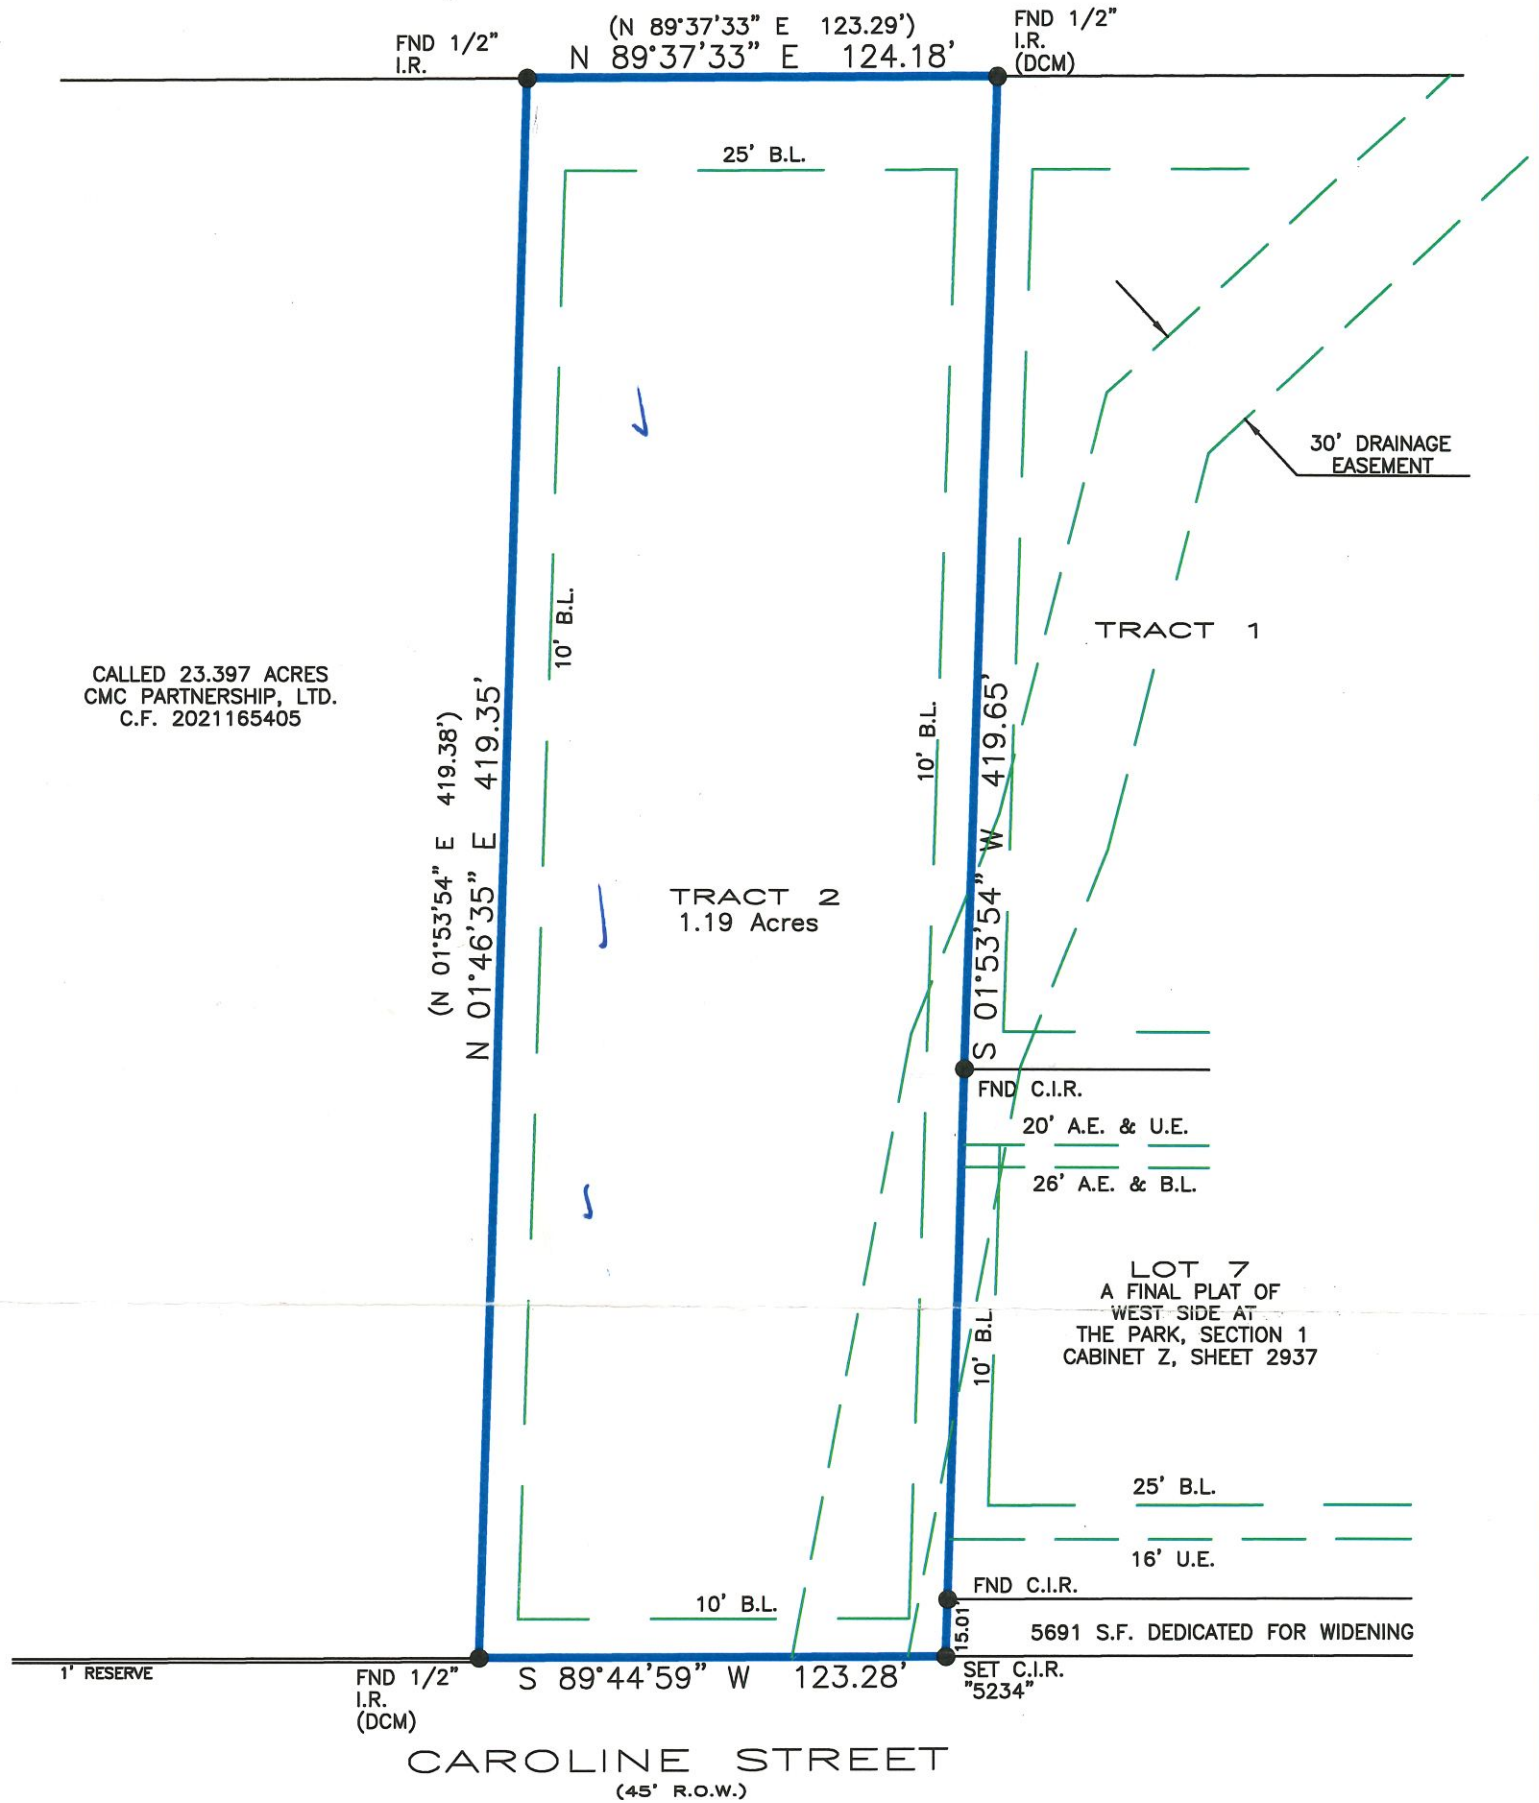 (N 89°37'33" E 123.29')
N 89°37'33" E 124.18'
FND 1/2"
I.R.
FND 1/2"
I.R.
(DCM)
25' B.L.
30' DRAINAGE
EASEMENT
10' B.L.
TRACT 1
CALLED 23.397 ACRES
CMC PARTNERSHIP, LTD.
C.F. 2021165405
(N 01°53'54" E 419.38')
N 01°46'35" E 419.35'
10' B.L.
S 01°53'54" W 419.65'
TRACT 2
1.19 Acres
FND C.I.R.
20' A.E. & U.E.
26' A.E. & B.L.
LOT 7
A FINAL PLAT OF
WEST SIDE AT
THE PARK, SECTION 1
CABINET Z, SHEET 2937
10' B.L.
25' B.L.
16' U.E.
FND C.I.R.
10' B.L.
15.01'
5691 S.F. DEDICATED FOR WIDENING
1' RESERVE
FND 1/2"
I.R.
(DCM)
S 89°44'59" W 123.28'
SET C.I.R.
"5234"
CAROLINE STREET
(45' R.O.W.)